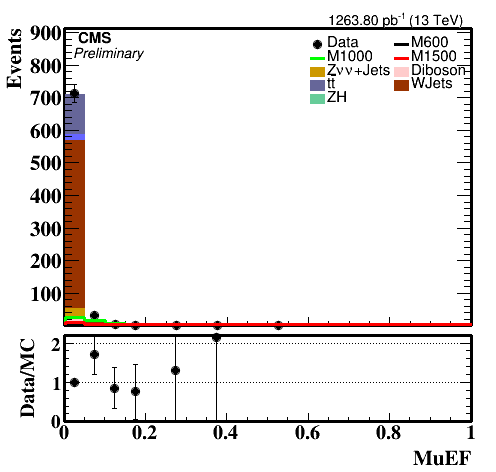 1263.80 pb⁻¹ (13 TeV)
CMS
Preliminary
Data
M600
M1000
M1500
Zνν+Jets
Diboson
tt
WJets
ZH
Events
900
800
700
600
500
400
300
200
100
Data/MC
2
1
0
0 0.2 0.4 0.6 0.8 1
MuEF